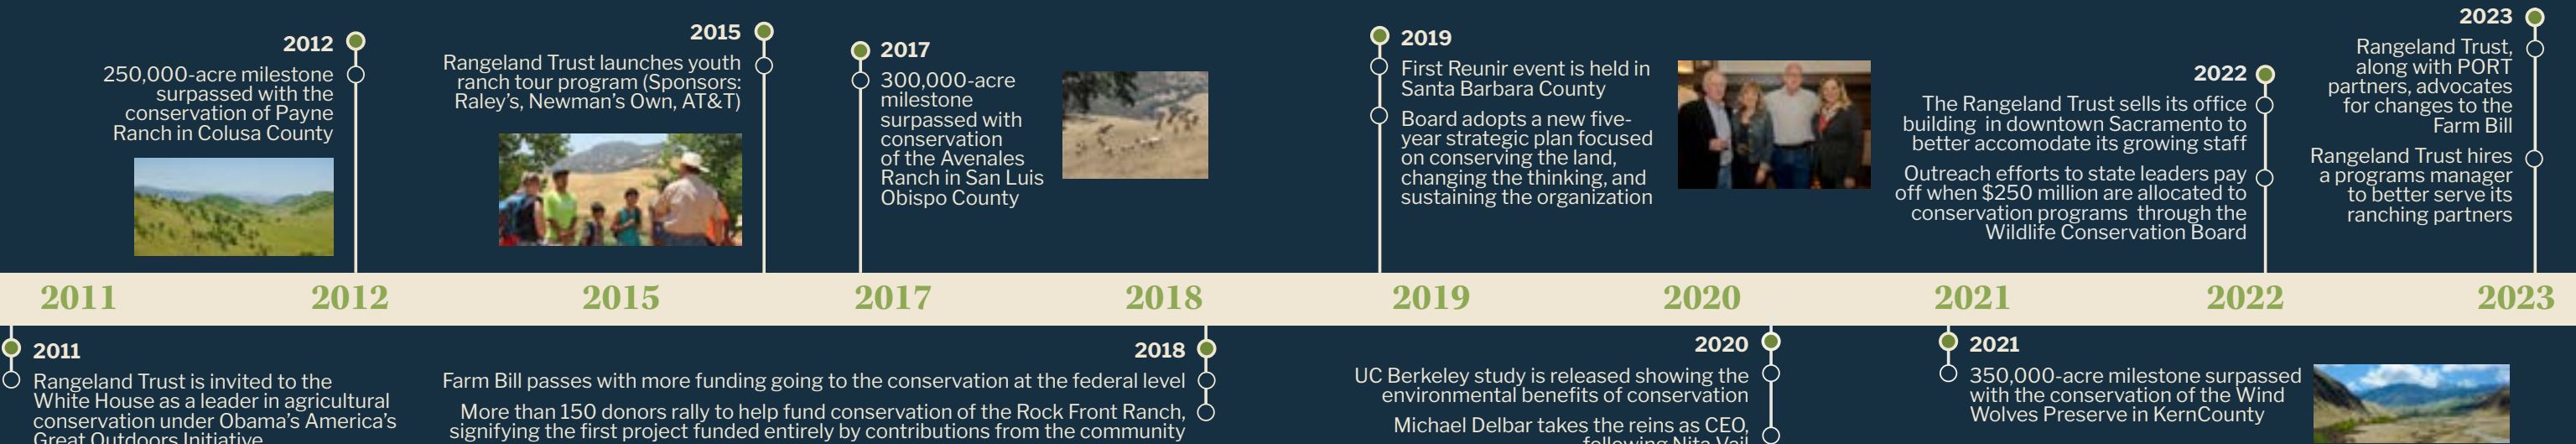 2012
250,000-acre milestone
surpassed with the
conservation of Payne
Ranch in Colusa County
2015
Rangeland Trust launches youth
ranch tour program (Sponsors:
Raley's, Newman's Own, AT&T)
2017
300,000-acre
milestone
surpassed with
conservation
of the Avenales
Ranch in San Luis
Obispo County
2019
First Reunir event is held in
Santa Barbara County
Board adopts a new five-
year strategic plan focused
on conserving the land,
changing the thinking, and
sustaining the organization
2022
The Rangeland Trust sells its office
building in downtown Sacramento to
better accomodate its growing staff
Outreach efforts to state leaders pay
off when $250 million are allocated to
conservation programs through the
Wildlife Conservation Board
2023
Rangeland Trust,
along with PORT
partners, advocates
for changes to the
Farm Bill
Rangeland Trust hires
a programs manager
to better serve its
ranching partners
2011 2012 2015 2017 2018 2019 2020 2021 2022 2023
2011
Rangeland Trust is invited to the
White House as a leader in agricultural
conservation under Obama's America's
Great Outdoors Initiative
2018
Farm Bill passes with more funding going to the conservation at the federal level
More than 150 donors rally to help fund conservation of the Rock Front Ranch,
signifying the first project funded entirely by contributions from the community
2020
UC Berkeley study is released showing the
environmental benefits of conservation
Michael Delbar takes the reins as CEO,
following Nita Vail
2021
350,000-acre milestone surpassed
with the conservation of the Wind
Wolves Preserve in KernCounty